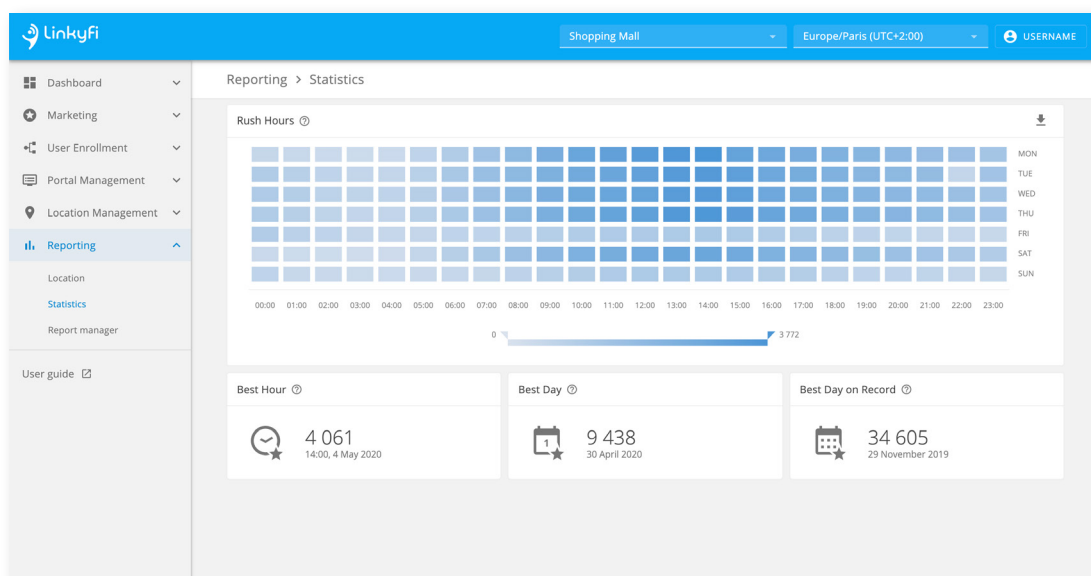 Linkyfi
Shopping Mall
Europe/Paris (UTC+2:00)
USERNAME
Dashboard
Marketing
User Enrollment
Portal Management
Location Management
Reporting
Location
Statistics
Report manager
User guide
Reporting > Statistics
Rush Hours
MON
TUE
WED
THU
FRI
SAT
SUN
00:00 01:00 02:00 03:00 04:00 05:00 06:00 07:00 08:00 09:00 10:00 11:00 12:00 13:00 14:00 15:00 16:00 17:00 18:00 19:00 20:00 21:00 22:00 23:00
0 3 772
Best Hour
4 061
14:00, 4 May 2020
Best Day
1
9 438
30 April 2020
Best Day on Record
34 605
29 November 2019